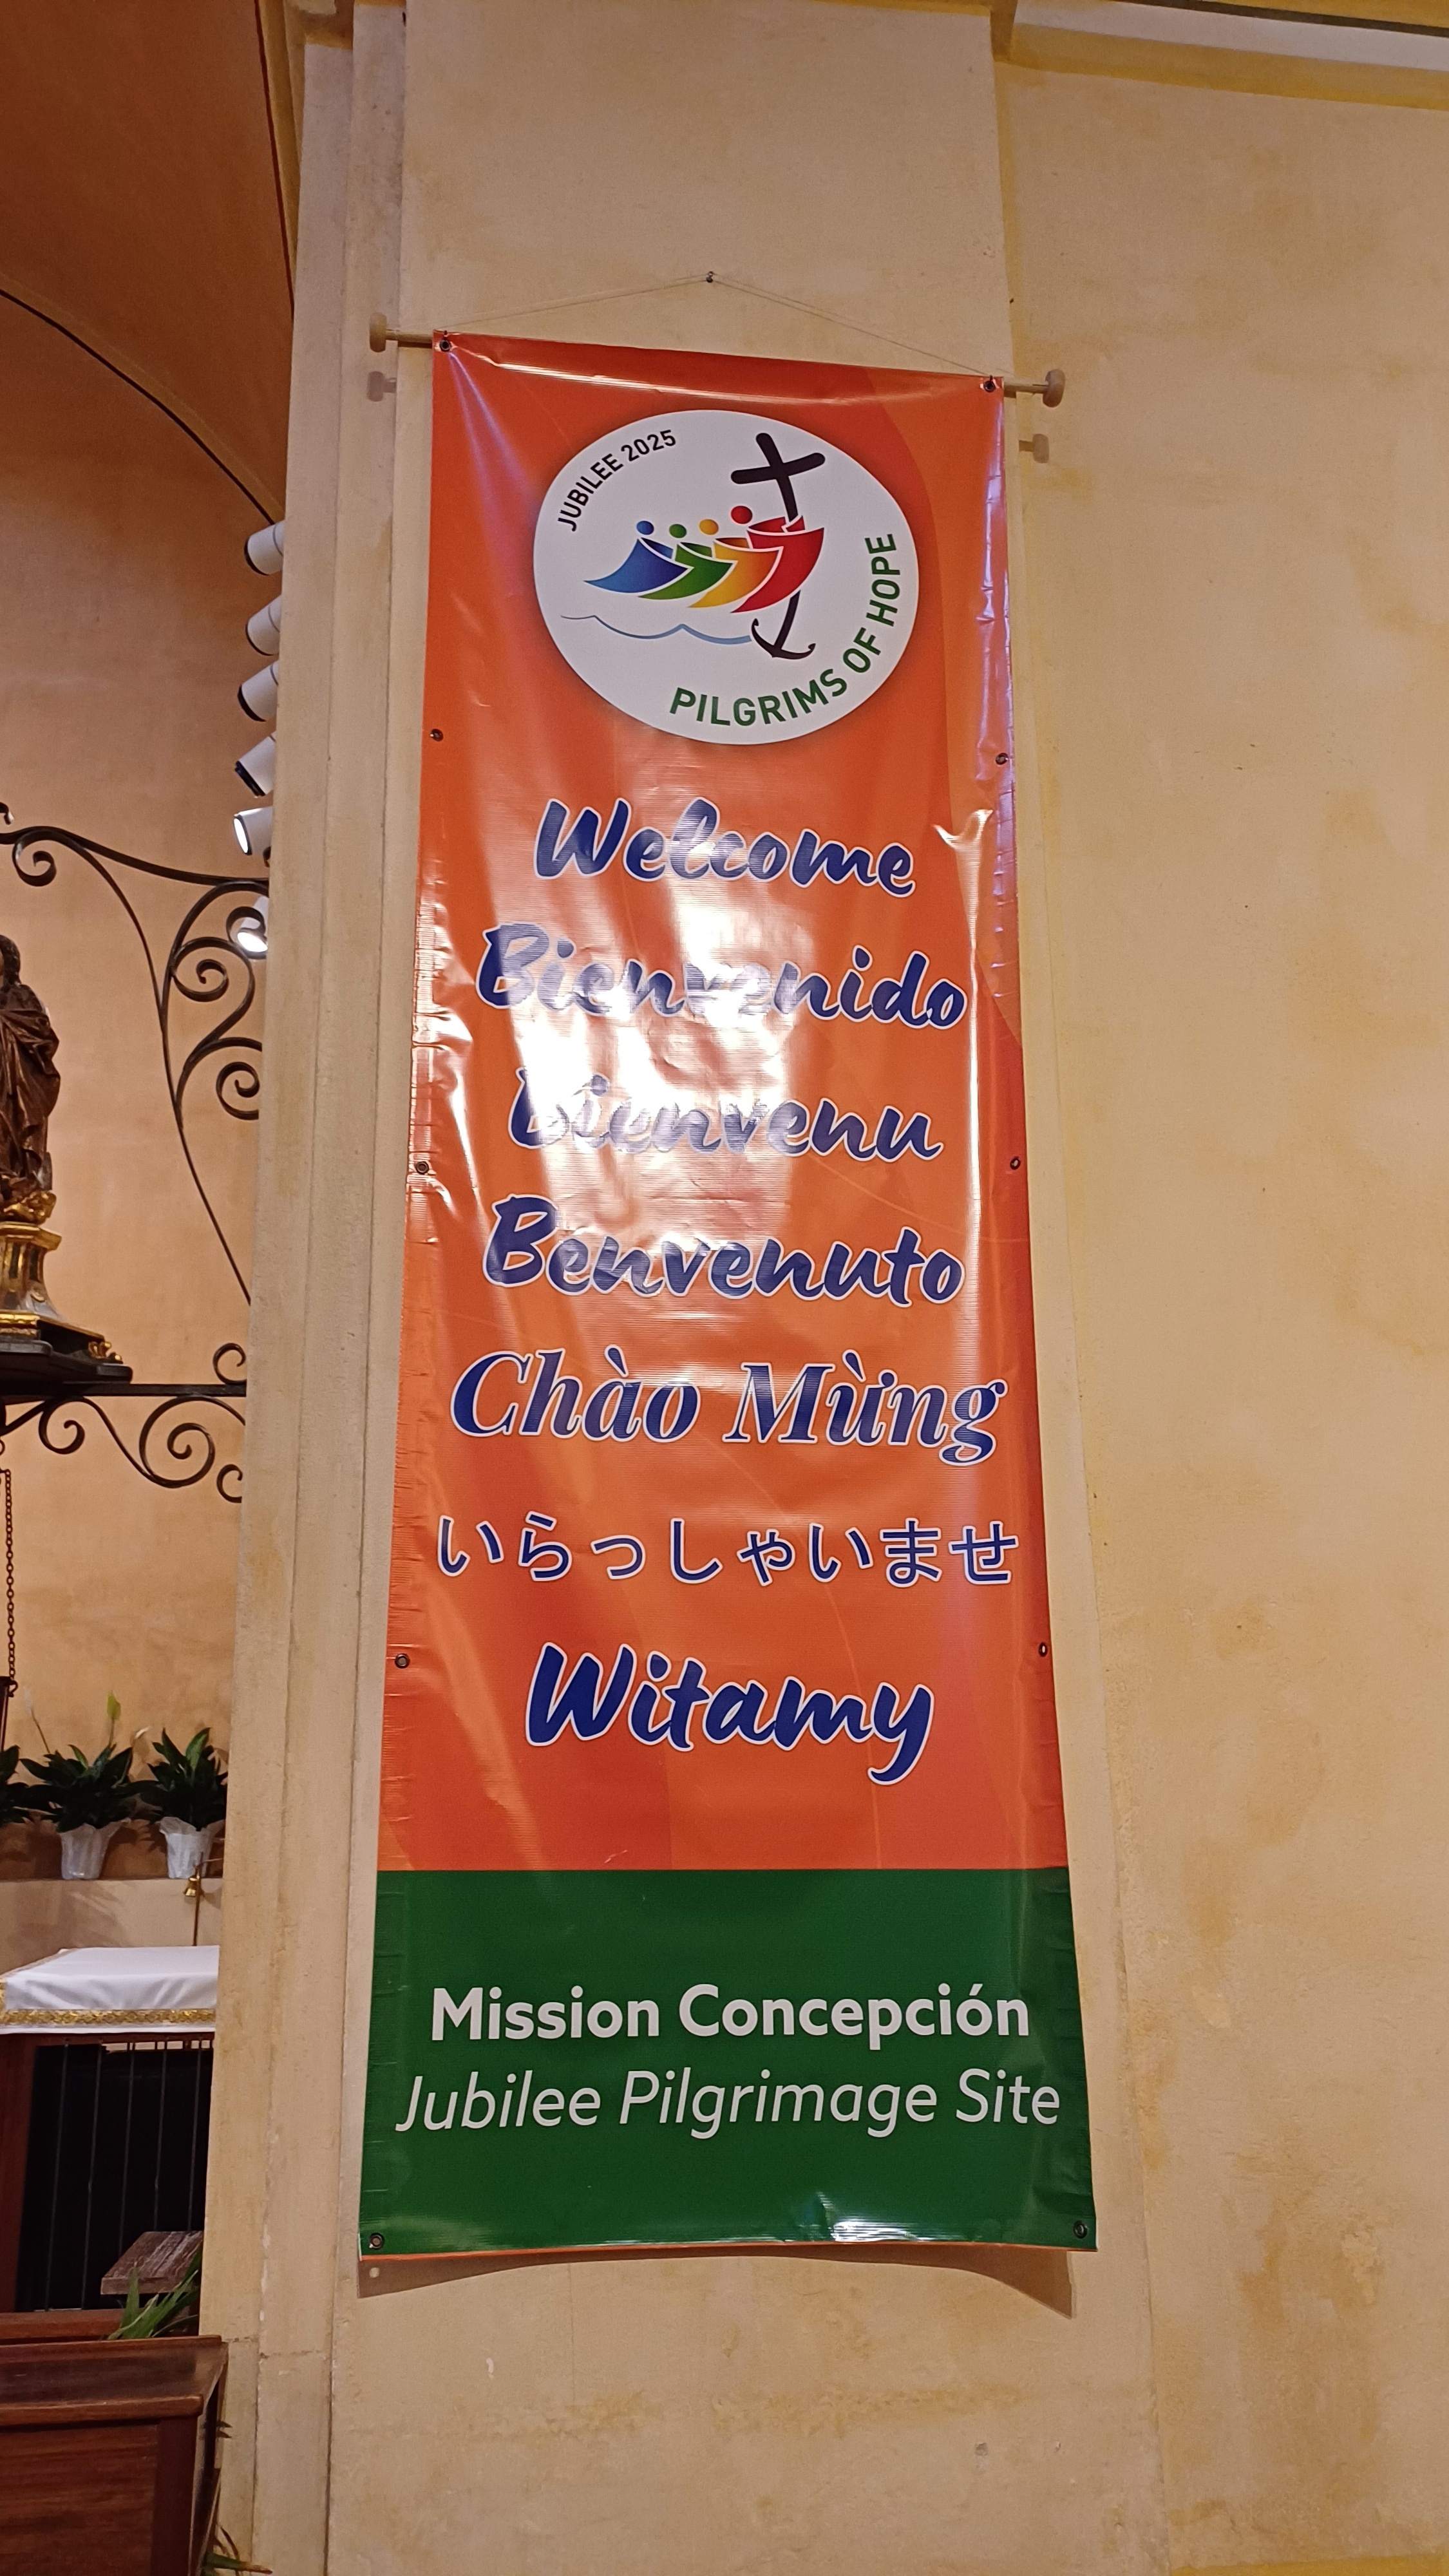 JUBILEE 2025
PILGRIMS OF HOPE
Welcome
Bienvenido
Bienvenu
Benvenuto
Chào Mừng
いらっしゃいませ
Witamy
Mission Concepción
Jubilee Pilgrimage Site